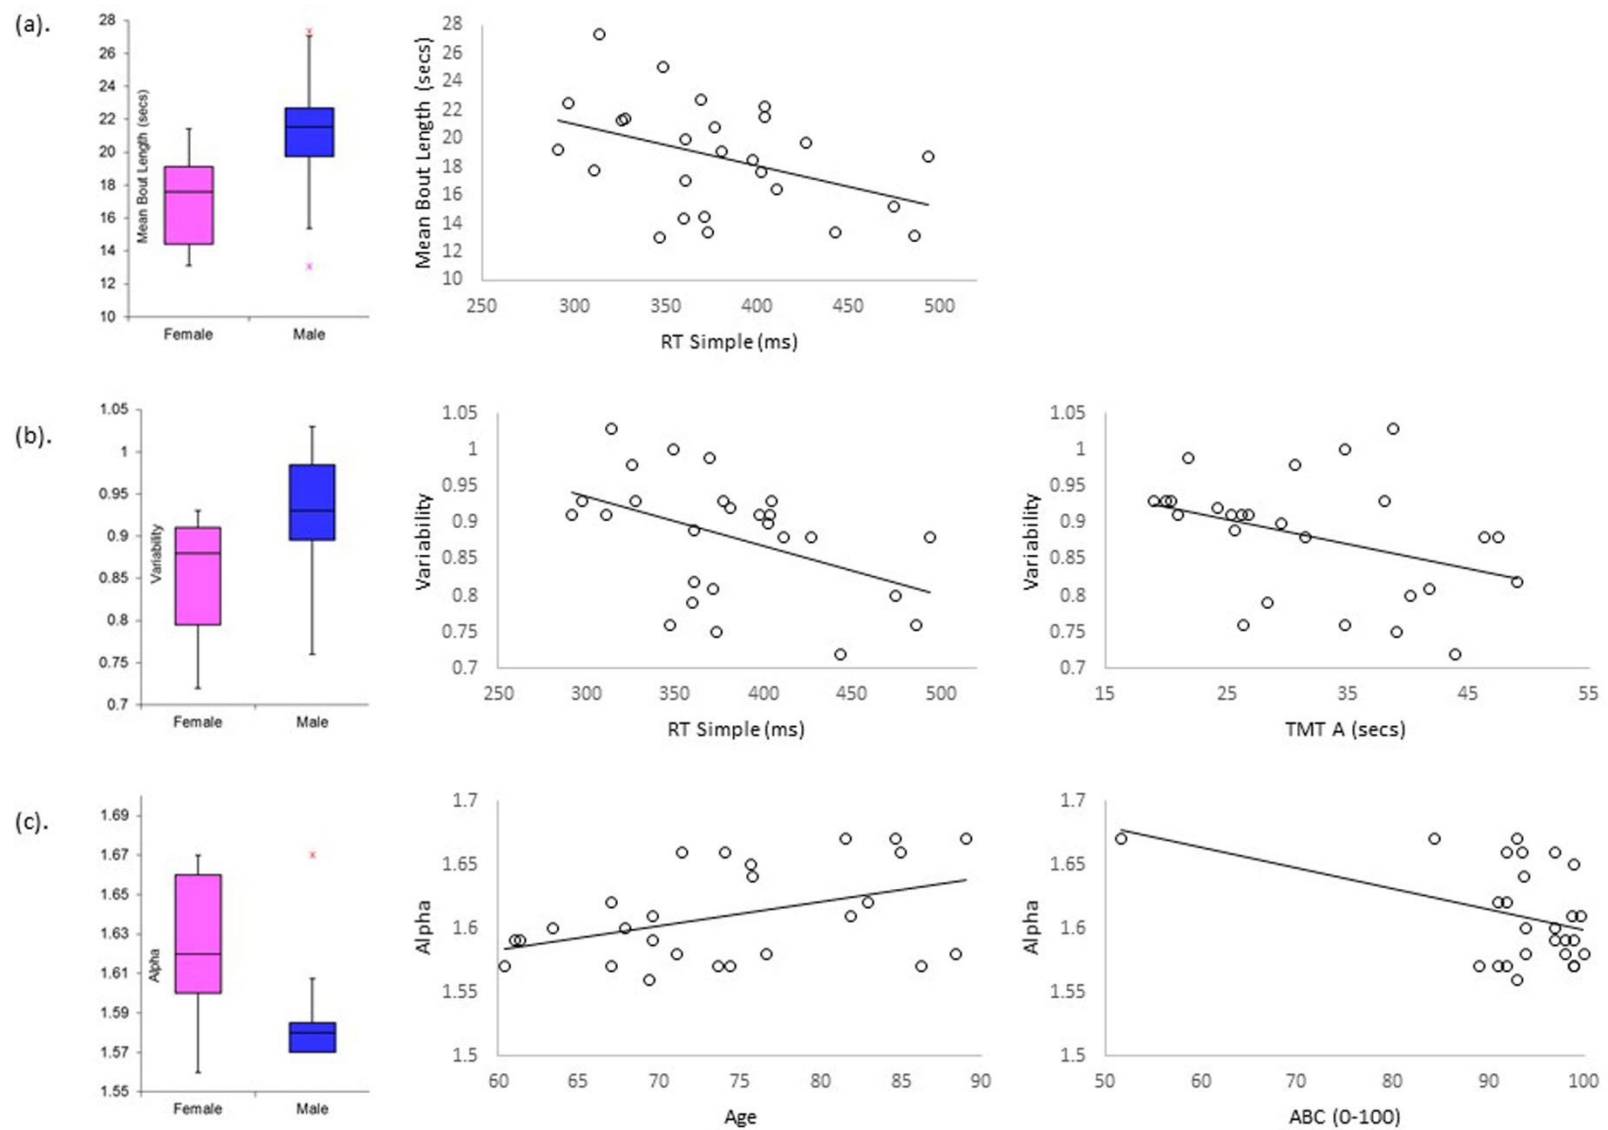 (a).
28
26
24
22
20
18
16
14
12
10
Mean Bout Length (secs)
x
x
Female Male
28
26
24
22
20
18
16
14
12
10
Mean Bout Length (secs)
250 300 350 400 450 500
RT Simple (ms)
(b).
1.05
1
0.95
0.9
0.85
0.8
0.75
0.7
Variability
Female Male
1.05
1
0.95
0.9
0.85
0.8
0.75
0.7
Variability
250 300 350 400 450 500
RT Simple (ms)
1.05
1
0.95
0.9
0.85
0.8
0.75
0.7
Variability
15 25 35 45 55
TMT A (secs)
(c).
1.69
1.67
1.65
1.63
1.61
1.59
1.57
1.55
Alpha
x
Female Male
1.7
1.65
1.6
1.55
1.5
Alpha
60 65 70 75 80 85 90
Age
1.7
1.65
1.6
1.55
1.5
Alpha
50 60 70 80 90 100
ABC (0-100)